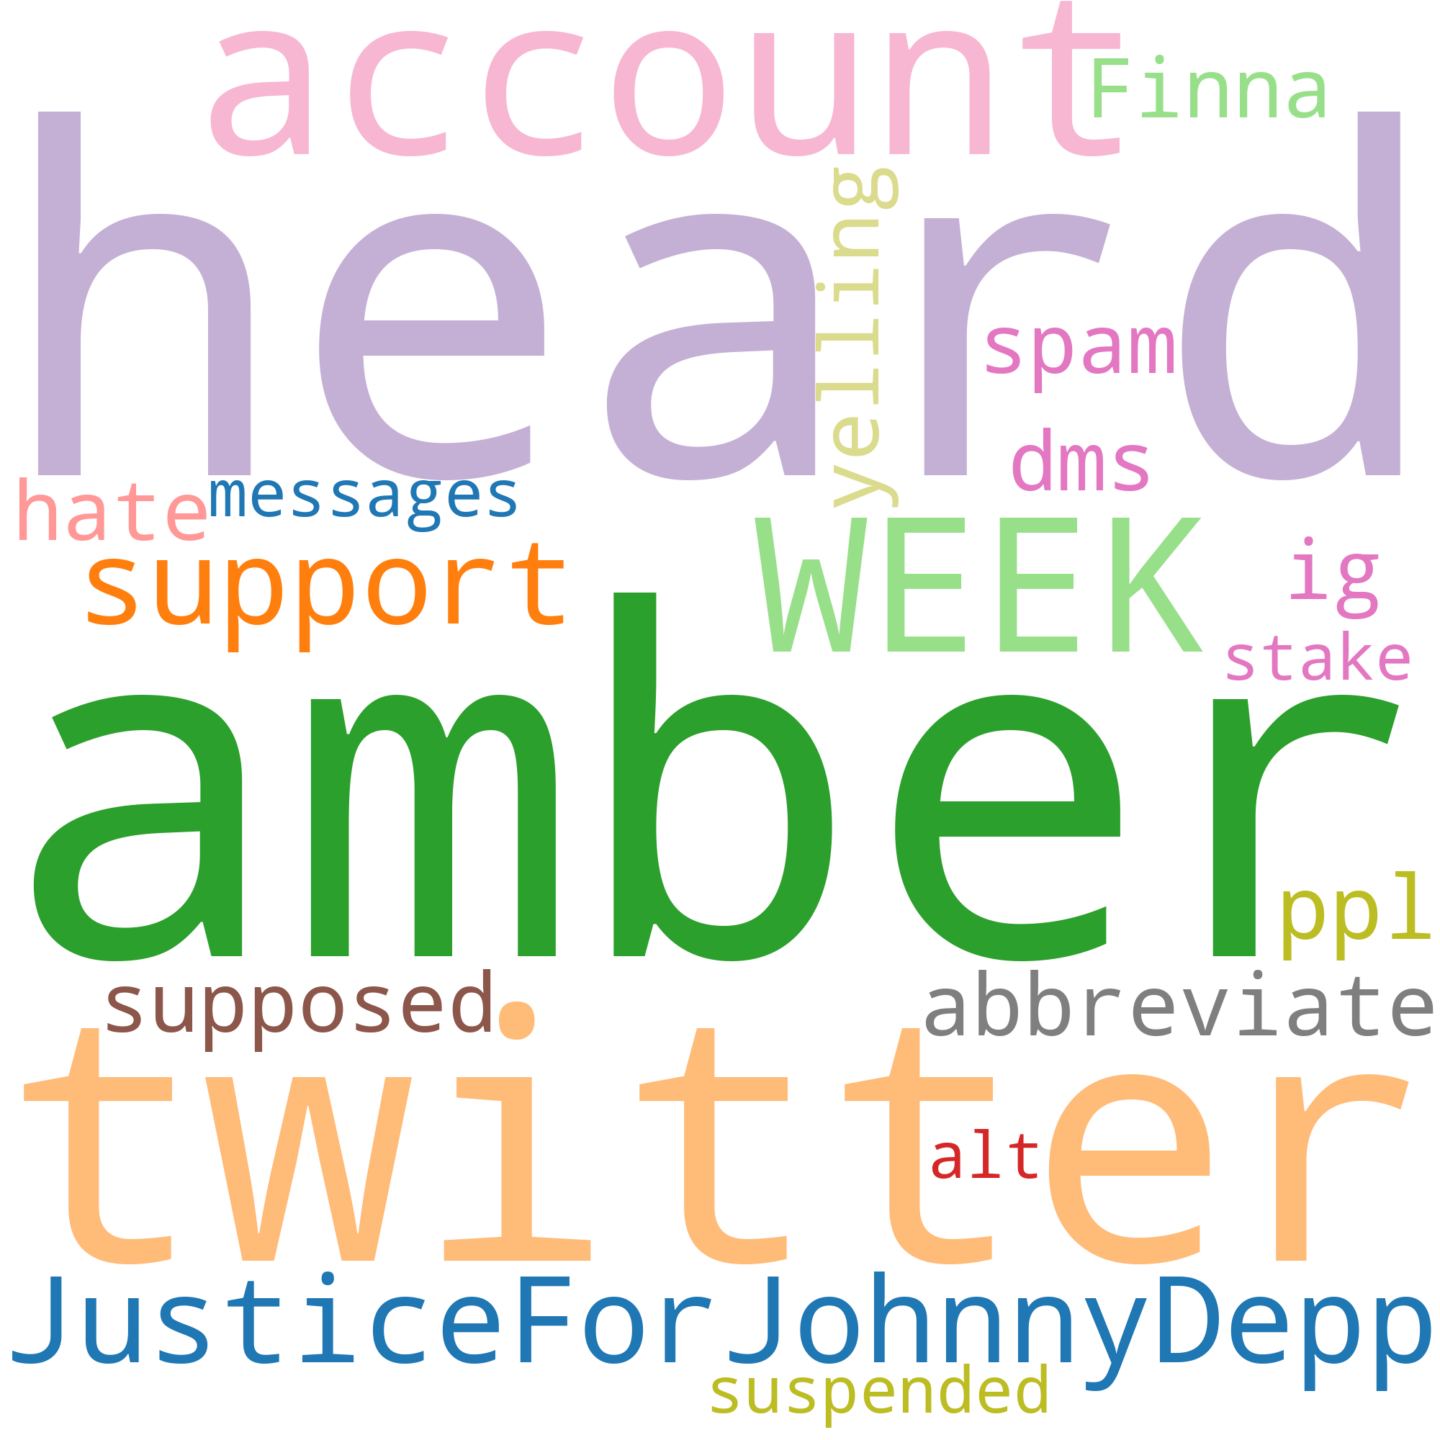 account
Finna
heard
yelling
spam
dms
hate
messages
support
WEEK
ig
stake
amber
ppl
supposed
abbreviate
twitter
alt
JusticeForJohnnyDepp
suspended